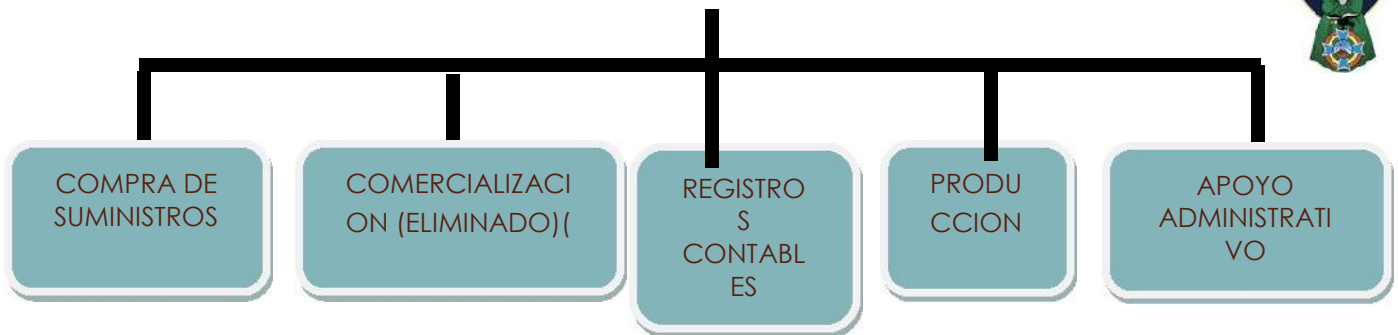 COMPRA DE
SUMINISTROS
COMERCIALIZACI
ON (ELIMINADO)(
REGISTRO
S
CONTABL
ES
PRODU
CCION
APOYO
ADMINISTRATI
VO